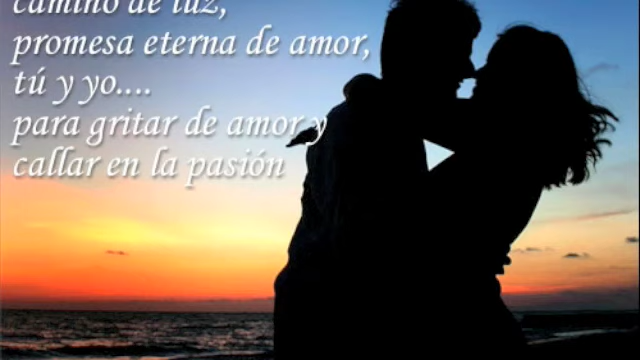 camino de luz,
promesa eterna de amor,
tú y yo....
para gritar de amor y
callar en la pasión